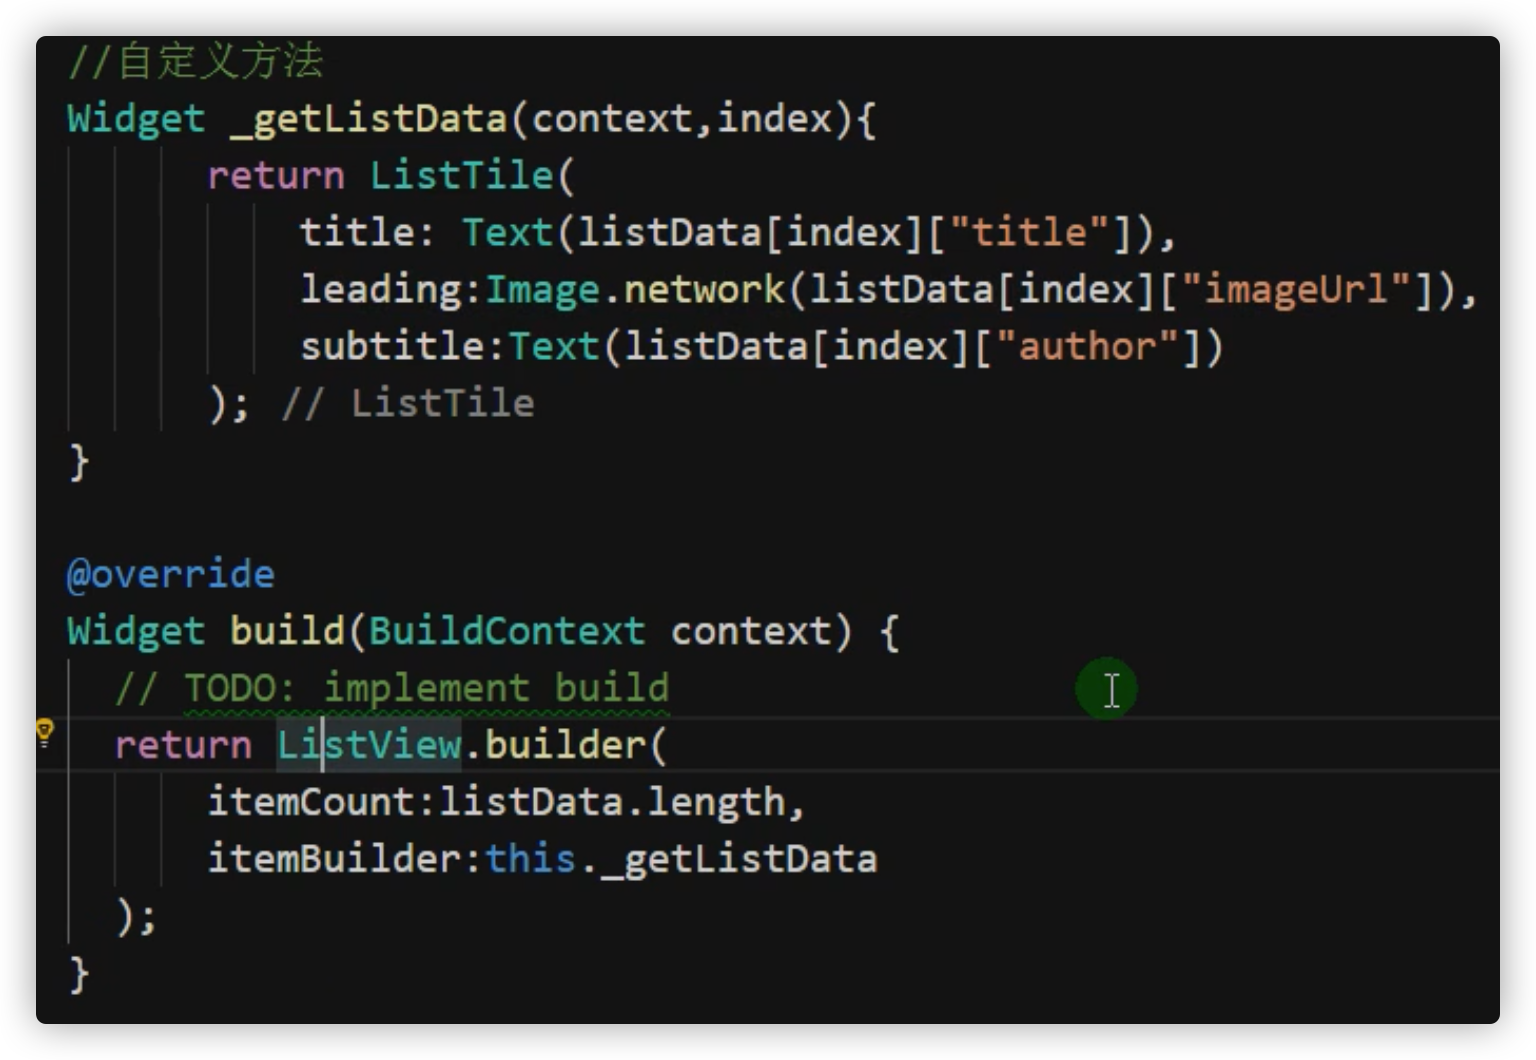 //自定义方法
Widget _getListData(context,index){
return ListTile(
title: Text(listData[index]["title"]),
leading:Image.network(listData[index]["imageUrl"]),
subtitle:Text(listData[index]["author"])
); // ListTile
}
@override
Widget build(BuildContext context) {
// TODO: implement build
return ListView.builder(
itemCount:listData.length,
itemBuilder:this._getListData
);
}